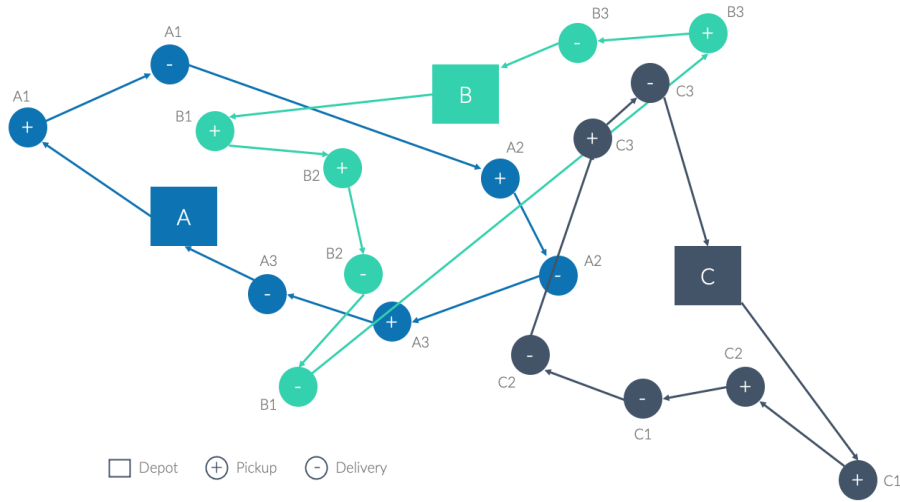 B3
B3
A1
-
+
-
A1
-
B
C3
+
B1
+
+
C3
A2
B2
+
+
A
A3
B2
A2
-
-
-
C
+
A3
-
C2
C2
-
+
B1
-
C1
+
C1
Depot
+
Pickup
-
Delivery